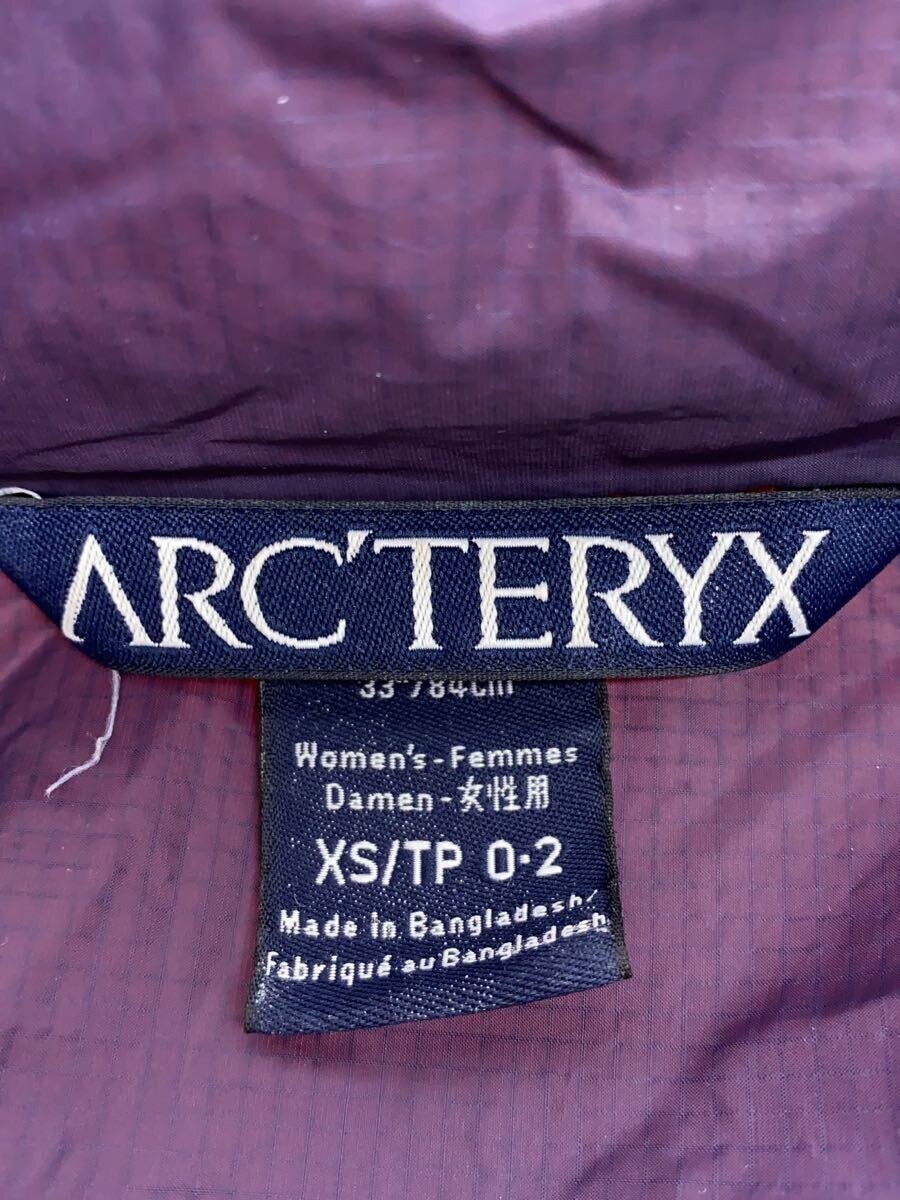 ARC'TERYX
33"/84cm
Women's-Femmes
Damen-女性用
XS/TP 0·2
Made in Bangladesh/
Fabriqué au Bangladesh